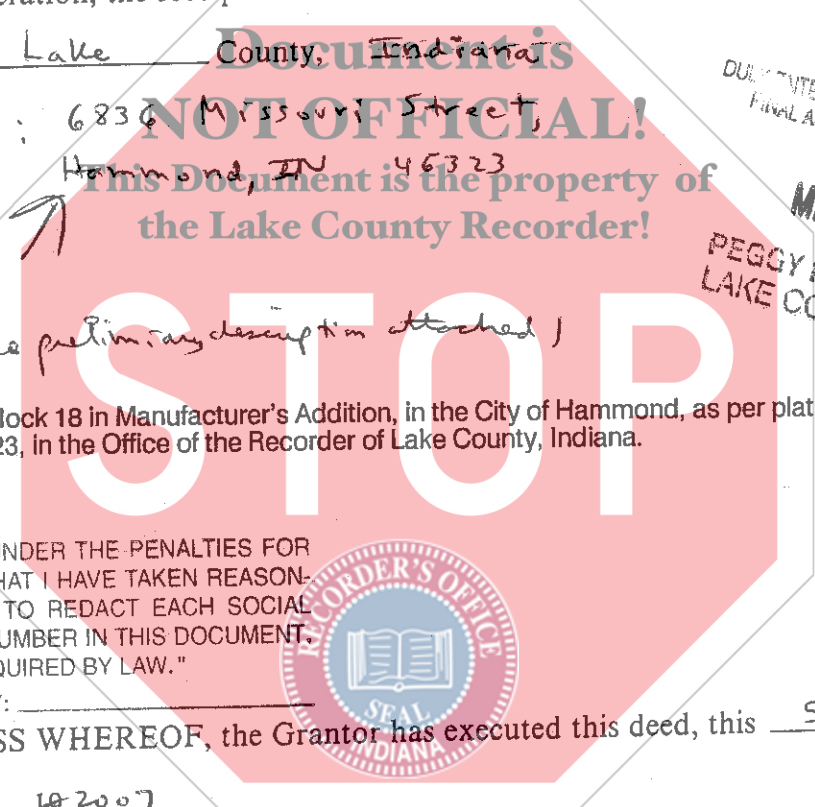 Lake County, Indiana
Document is
: 6836 Missouri Street,
NOT OFFICIAL!
Hammond, IN 46323
This Document is the property of
the Lake County Recorder!
PEGGY
LAKE CO
preliminary description attached )
STOP
lock 18 in Manufacturer's Addition, in the City of Hammond, as per plat
23, in the Office of the Recorder of Lake County, Indiana.
NDER THE PENALTIES FOR
HAT I HAVE TAKEN REASON-
TO REDACT EACH SOCIAL
UMBER IN THIS DOCUMENT,
QUIRED BY LAW."
RECORDER'S OFFICE
SEAL
INDIANA
SS WHEREOF, the Grantor has executed this deed, this
2007